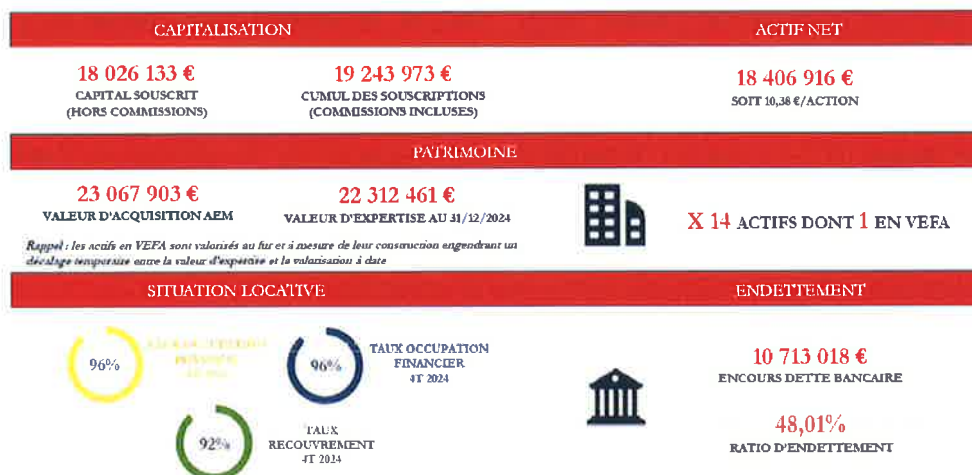 CAPITALISATION
ACTIF NET
18 026 133 €
CAPITAL SOUSCRIT
(HORS COMMISSIONS)
19 243 973 €
CUMUL DES SOUSCRIPTIONS
(COMMISSIONS INCLUSES)
18 406 916 €
SOIT 10,38 €/ACTION
PATRIMOINE
23 067 903 €
VALEUR D'ACQUISITION AEM
22 312 461 €
VALEUR D'EXPERTISE AU 31/12/2024
X 14 ACTIFS DONT 1 EN VEFA
Rappel : les actifs en VEFA sont valorisés au fur et à mesure de leur construction engendrant un
décalage temporaire entre la valeur d'expertise et la valorisation à date
SITUATION LOCATIVE
ENDETTEMENT
96%
96%
TAUX OCCUPATION
FINANCIER
4T 2024
92%
TAUX
RECOUVREMENT
4T 2024
10 713 018 €
ENCOURS DETTE BANCAIRE
48,01%
RATIO D'ENDETTEMENT